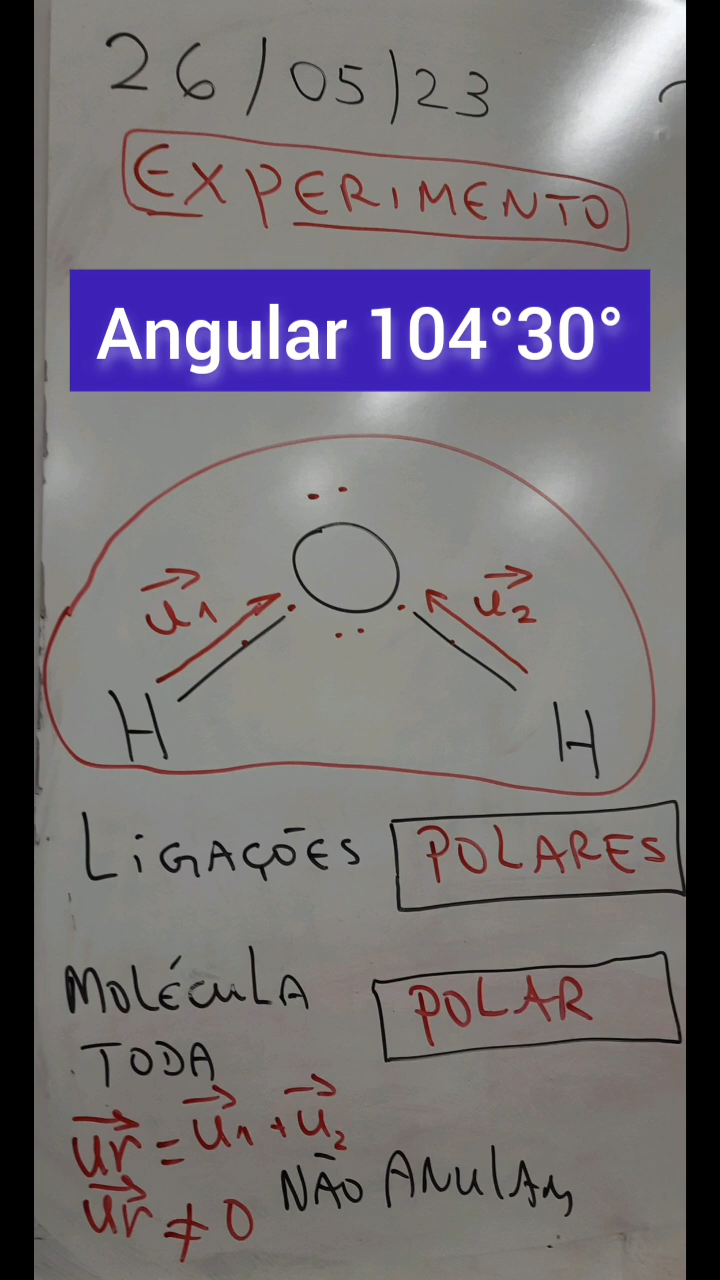 26/05/23
EXPERIMENTO
Angular 104°30°
u1 u2
H H
LIGAÇÕES POLARES
MOLÉCULA POLAR
TODA
ur = u1 + u2
ur ≠ 0 NÃO ANULAM